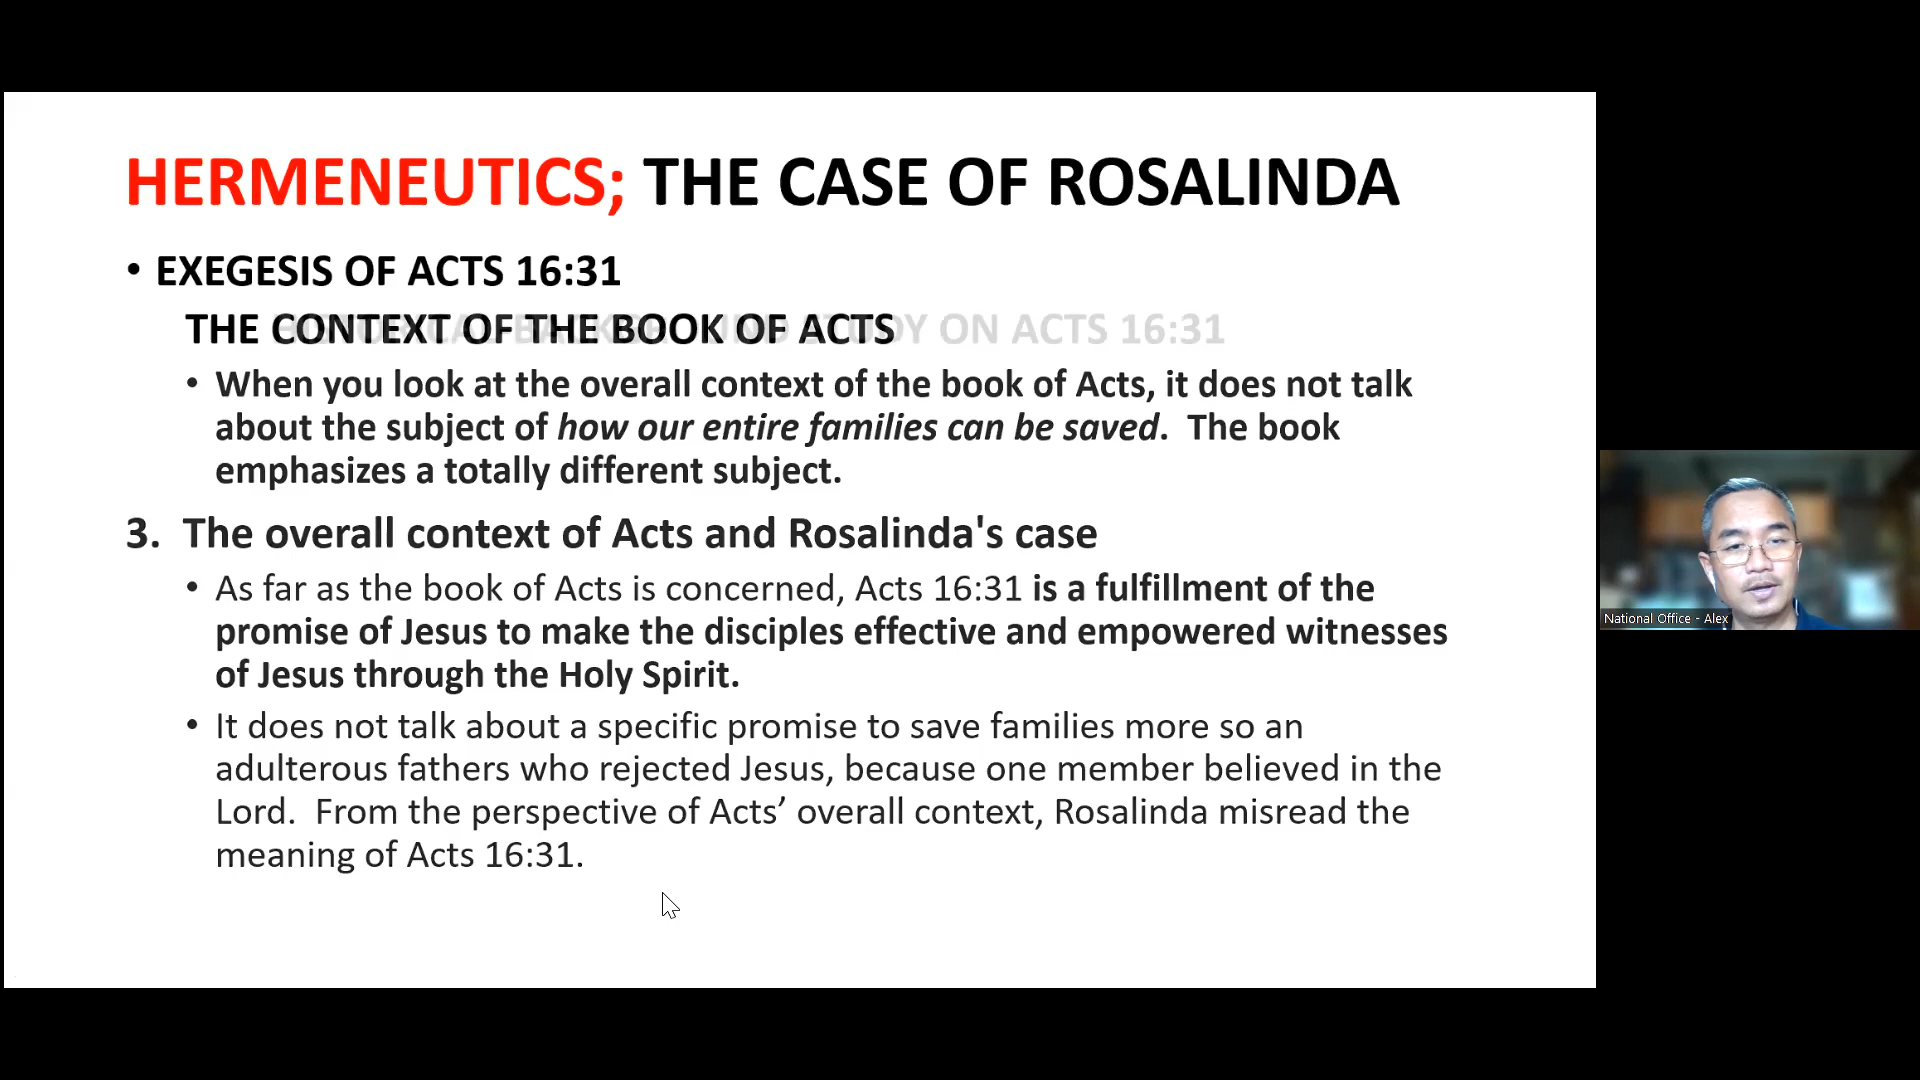 HERMENEUTICS; THE CASE OF ROSALINDA
• EXEGESIS OF ACTS 16:31
THE CONTEXT OF THE BOOK OF ACTS
HISTORICAL BACKGROUND STUDY ON ACTS 16:31
• When you look at the overall context of the book of Acts, it does not talk
about the subject of how our entire families can be saved. The book
emphasizes a totally different subject.
3. The overall context of Acts and Rosalinda's case
• As far as the book of Acts is concerned, Acts 16:31 is a fulfillment of the
promise of Jesus to make the disciples effective and empowered witnesses
of Jesus through the Holy Spirit.
• It does not talk about a specific promise to save families more so an
adulterous fathers who rejected Jesus, because one member believed in the
Lord. From the perspective of Acts’ overall context, Rosalinda misread the
meaning of Acts 16:31.
National Office - Alex